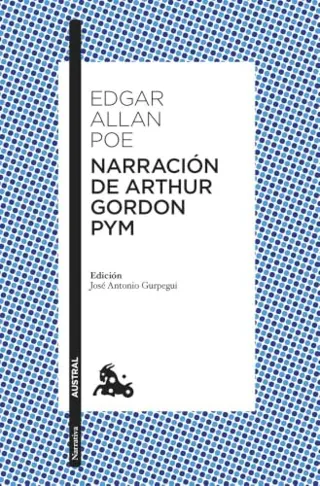 EDGAR
ALLAN
POE
NARRACIÓN
DE ARTHUR
GORDON
PYM
Edición
José Antonio Gurpegui
AUSTRAL
Narrativa